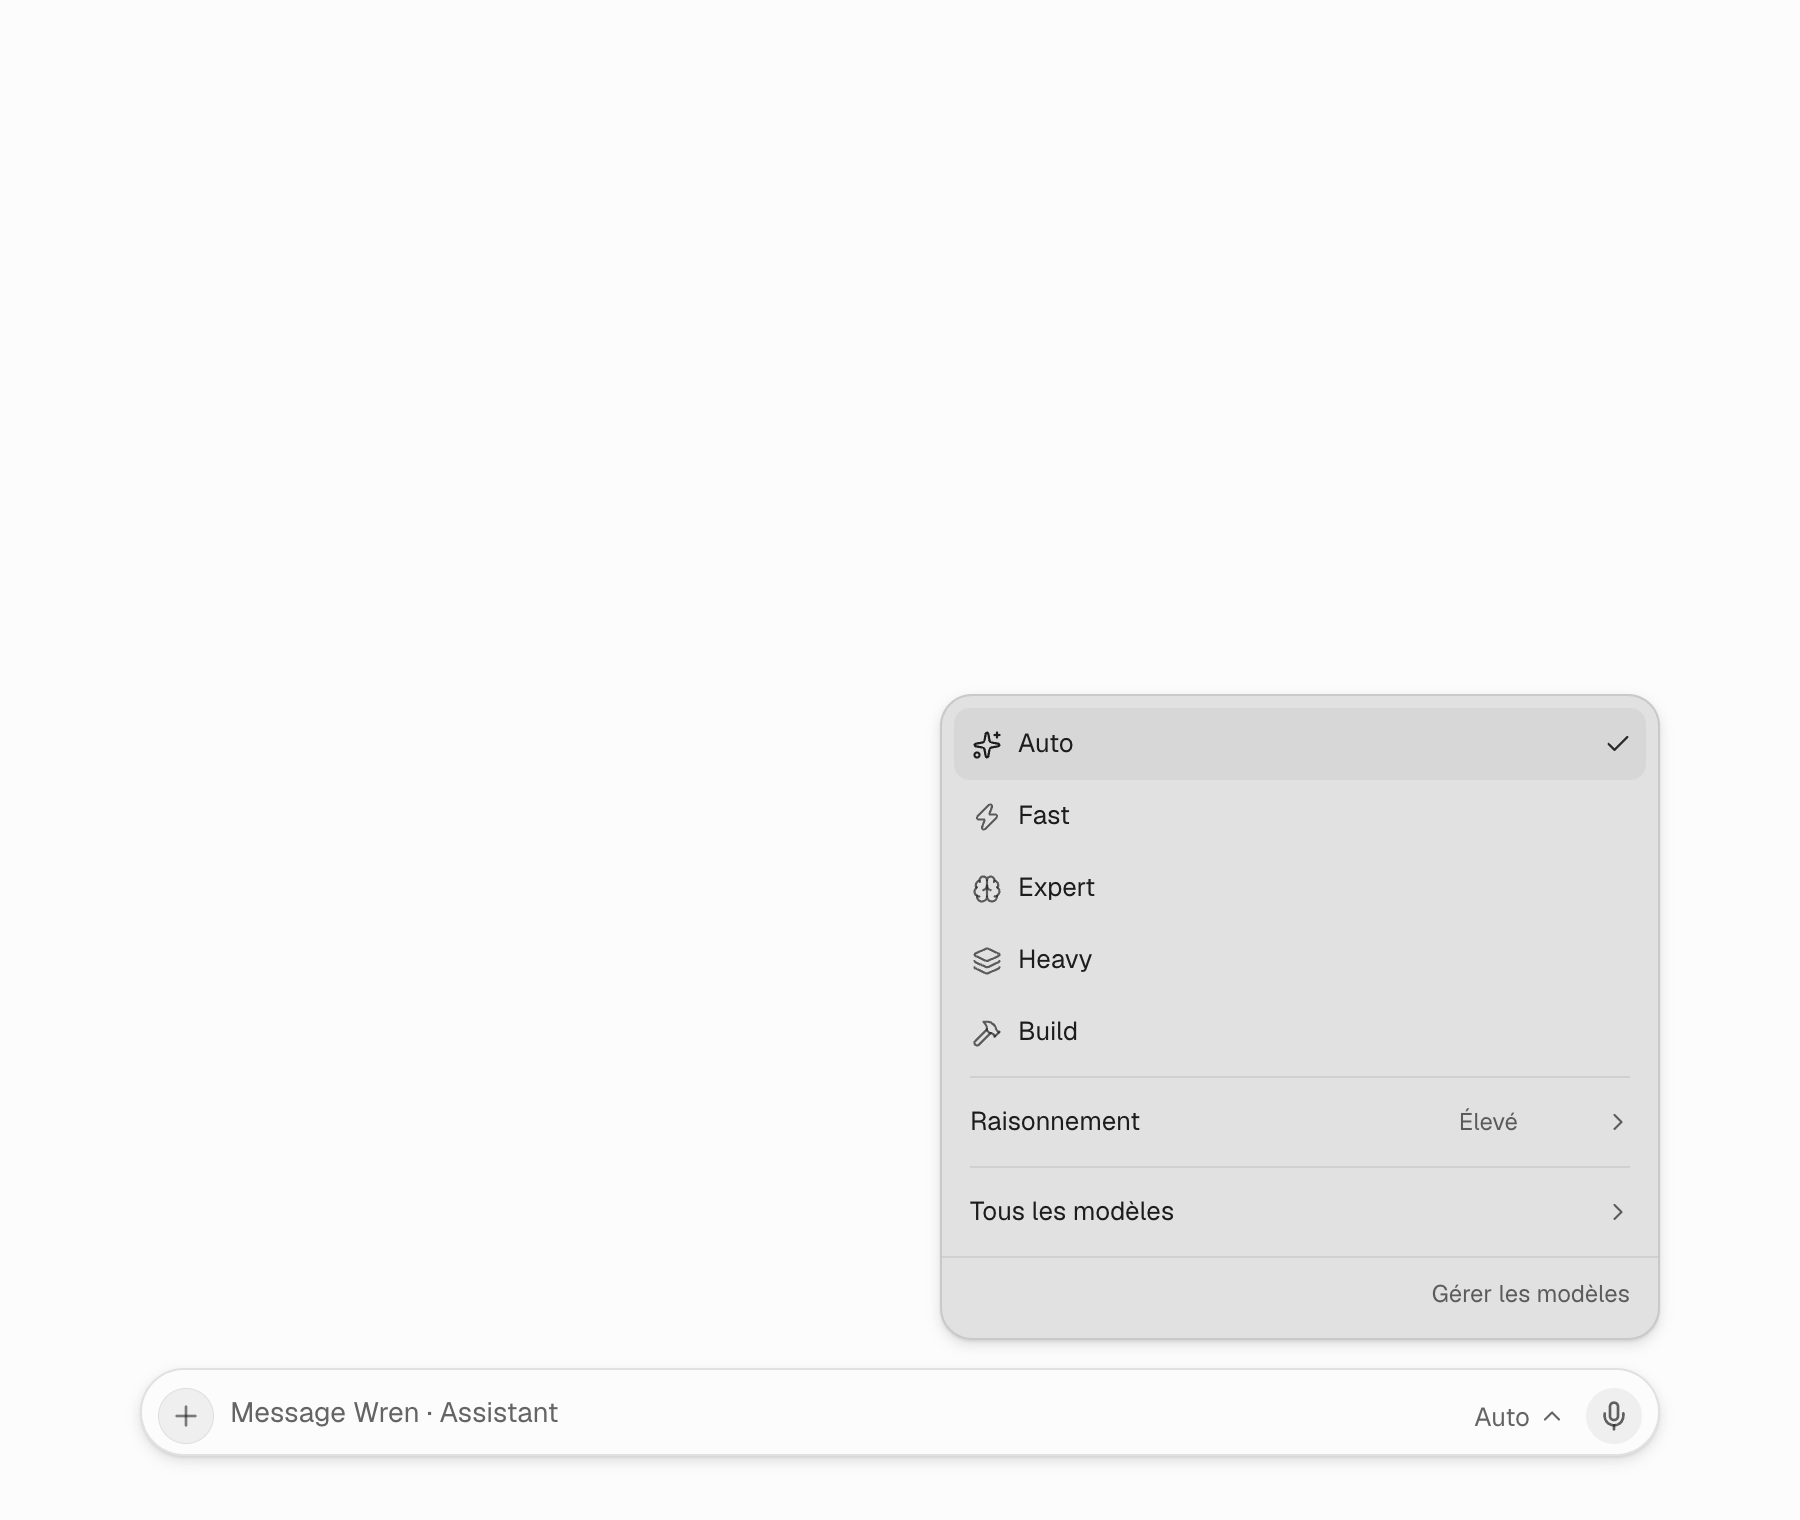 Auto
Fast
Expert
Heavy
Build
Raisonnement Élevé
Tous les modèles
Gérer les modèles
Message Wren · Assistant Auto